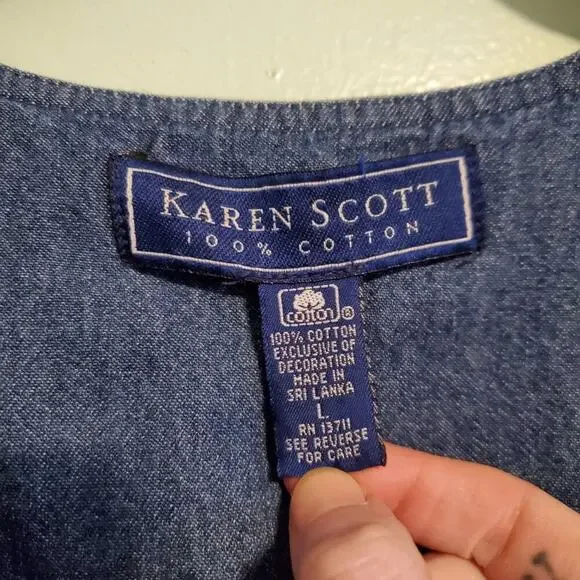 KAREN SCOTT
100% COTTON
cotton®
100% COTTON
EXCLUSIVE OF
DECORATION
MADE IN
SRI LANKA
L
RN 13711
SEE REVERSE
FOR CARE